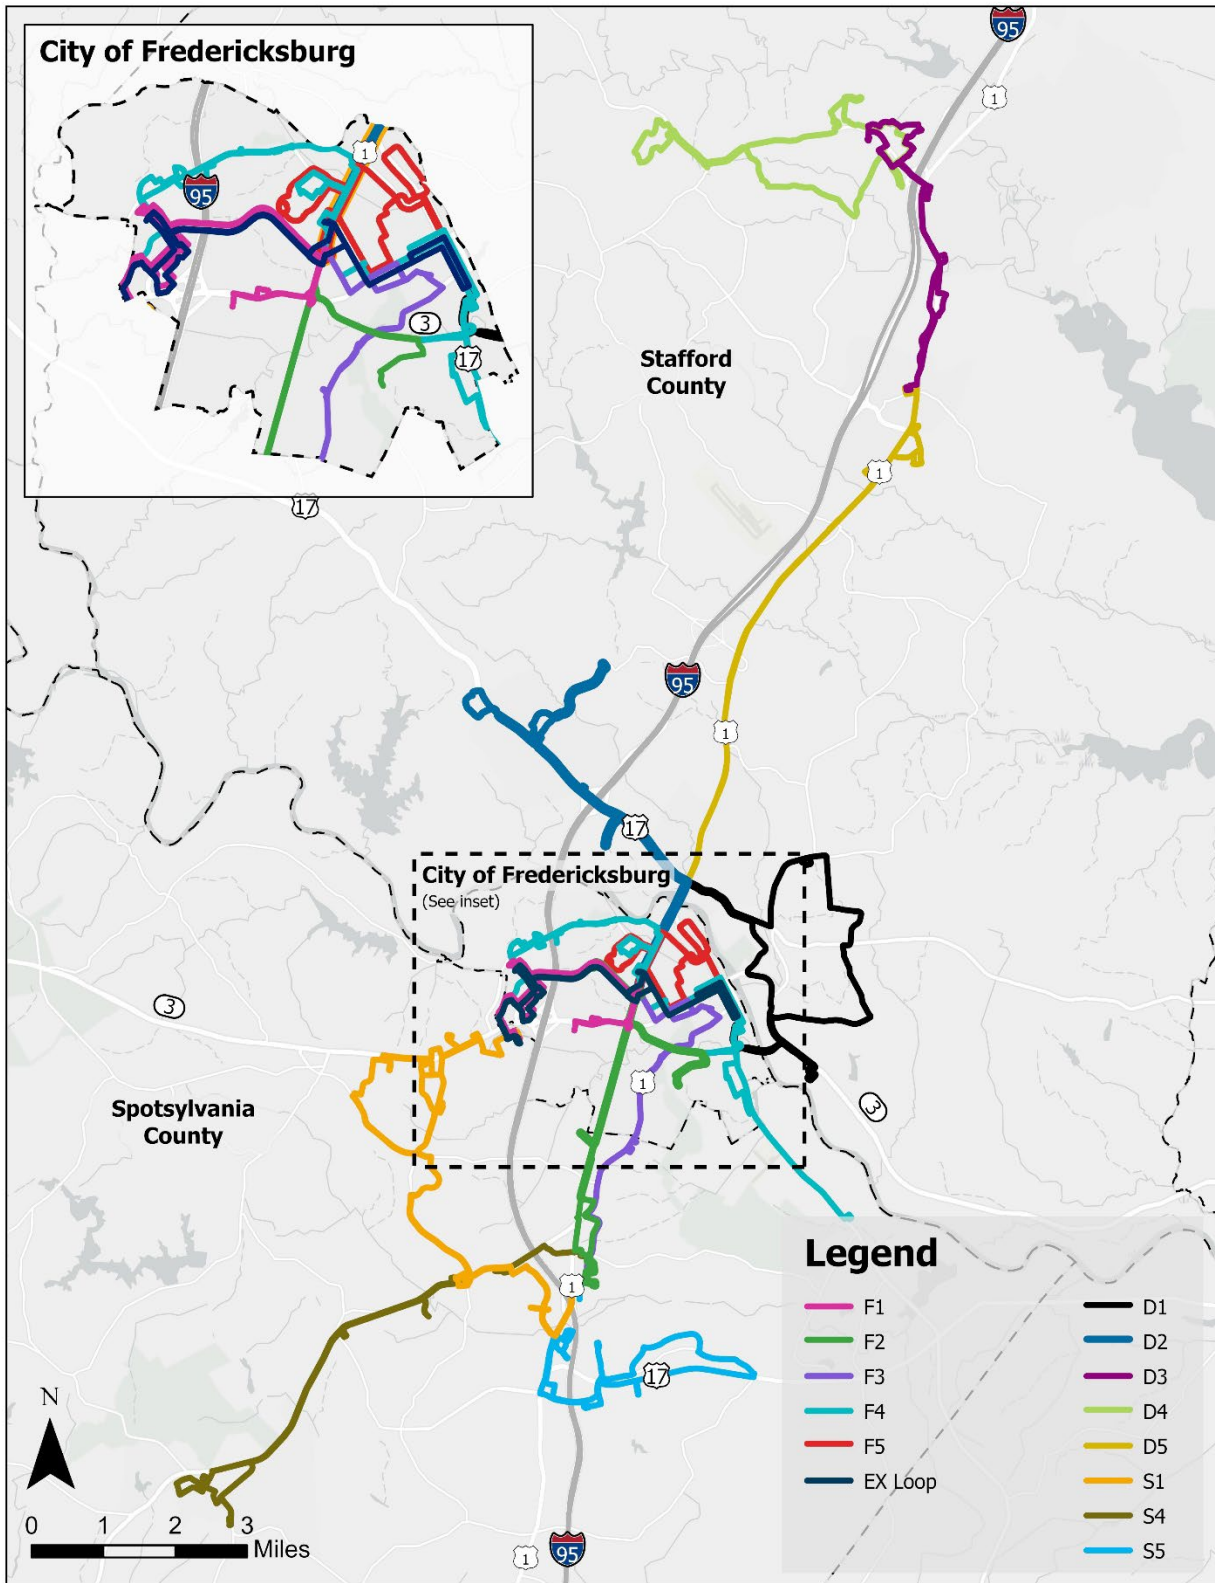 City of Fredericksburg
95
1
1
95
3
17
Stafford
County
1
17
95
1
17
City of Fredericksburg
(See inset)
3
1
Spotsylvania
County
3
Legend
1
F1
F2
F3
F4
F5
EX Loop
D1
D2
D3
D4
D5
S1
S4
S5
17
N
0 1 2 3
Miles
1
95